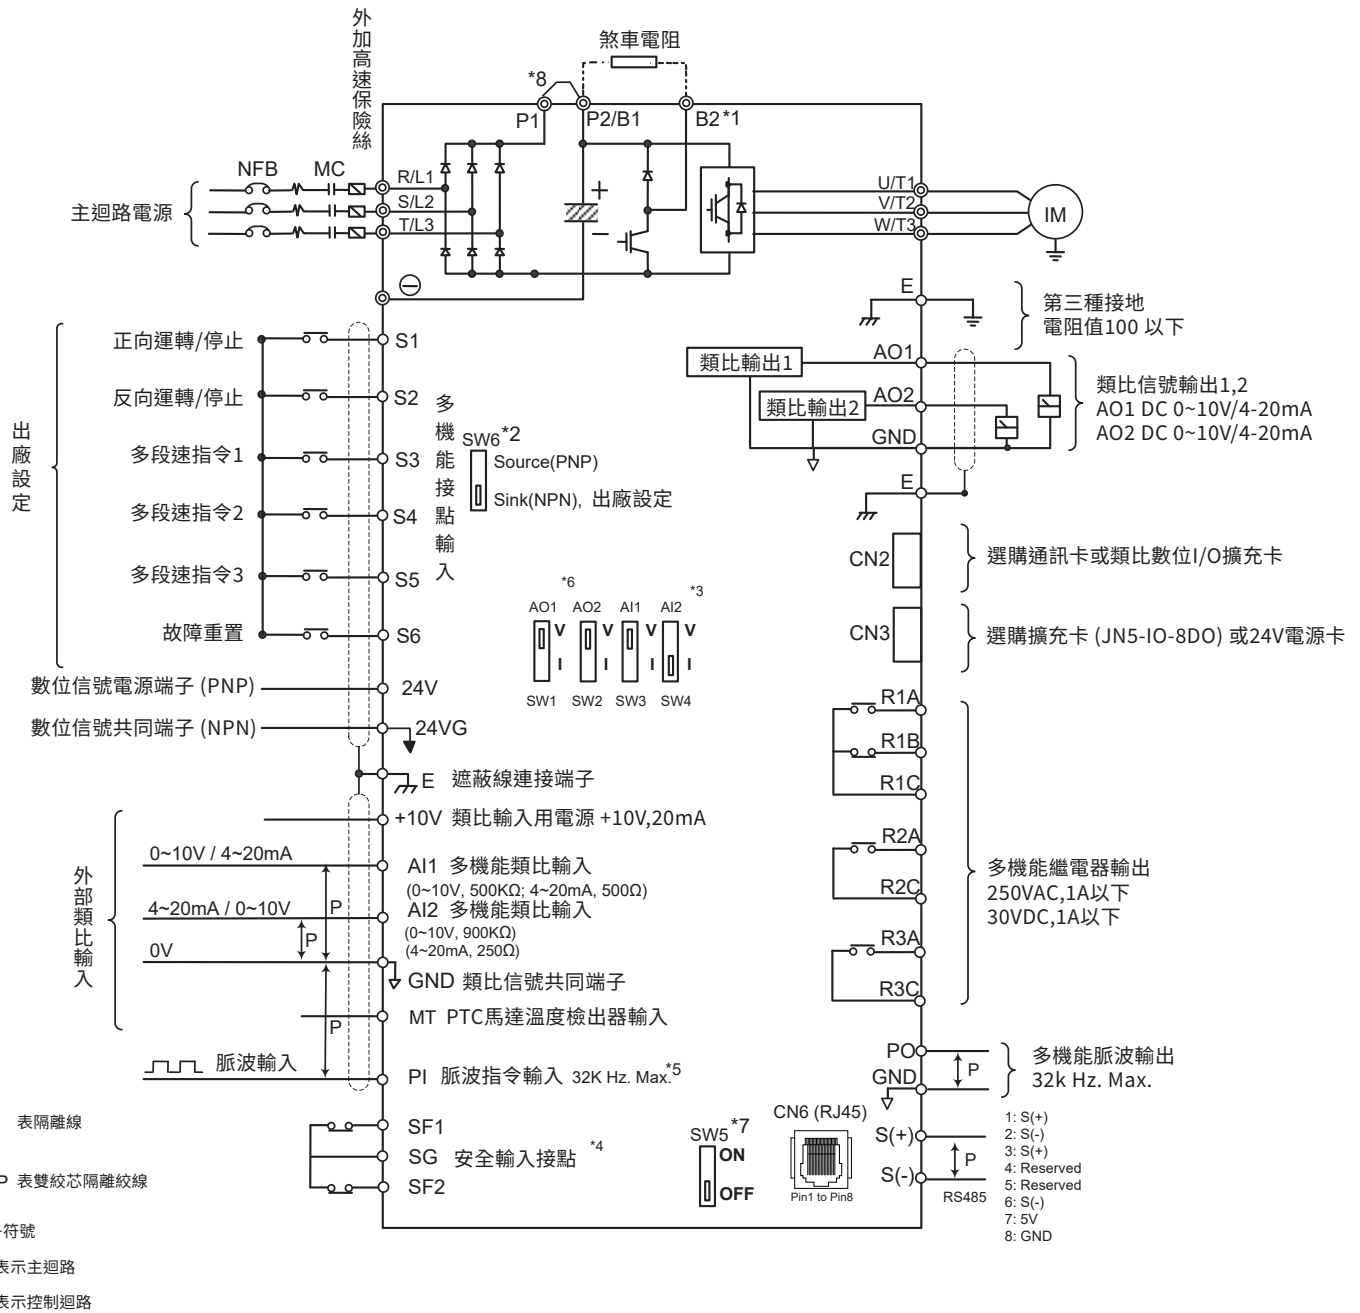 外加高速保險絲
煞車電阻
*8
P1
P2/B1
B2*1
NFB
MC
主迴路電源
R/L1
S/L2
T/L3
U/T1
V/T2
W/T3
IM
E
第三種接地
電阻值100 以下
出廠設定
正向運轉/停止
S1
反向運轉/停止
S2
多段速指令1
S3
多段速指令2
S4
多段速指令3
S5
故障重置
S6
多機能接點輸入
SW6*2
Source(PNP)
Sink(NPN), 出廠設定
類比輸出1
AO1
類比輸出2
AO2
GND
類比信號輸出1,2
AO1 DC 0~10V/4-20mA
AO2 DC 0~10V/4-20mA
E
CN2
選購通訊卡或類比數位I/O擴充卡
CN3
選購擴充卡 (JN5-IO-8DO) 或24V電源卡
*6
*3
AO1 AO2 AI1 AI2
V V V V
I I I I
SW1 SW2 SW3 SW4
數位信號電源端子 (PNP)
24V
數位信號共同端子 (NPN)
24VG
E 遮蔽線連接端子
R1A
R1B
R1C
R2A
R2C
R3A
R3C
多機能繼電器輸出
250VAC,1A以下
30VDC,1A以下
外部類比輸入
+10V 類比輸入用電源 +10V,20mA
0~10V / 4~20mA
AI1 多機能類比輸入
(0~10V, 500KΩ; 4~20mA, 500Ω)
4~20mA / 0~10V
P
AI2 多機能類比輸入
(0~10V, 900KΩ)
(4~20mA, 250Ω)
P
0V
GND 類比信號共同端子
MT PTC馬達溫度檢出器輸入
P
脈波輸入
PI 脈波指令輸入 32K Hz. Max.*5
PO
GND
P
多機能脈波輸出
32k Hz. Max.
SF1
SG 安全輸入接點 *4
SF2
SW5*7
ON
OFF
CN6 (RJ45)
Pin1 to Pin8
S(+)
S(-)
P
RS485
1: S(+)
2: S(-)
3: S(+)
4: Reserved
5: Reserved
6: S(-)
7: 5V
8: GND
表隔離線
P 表雙絞芯隔離絞線
符號
表示主迴路
表示控制迴路